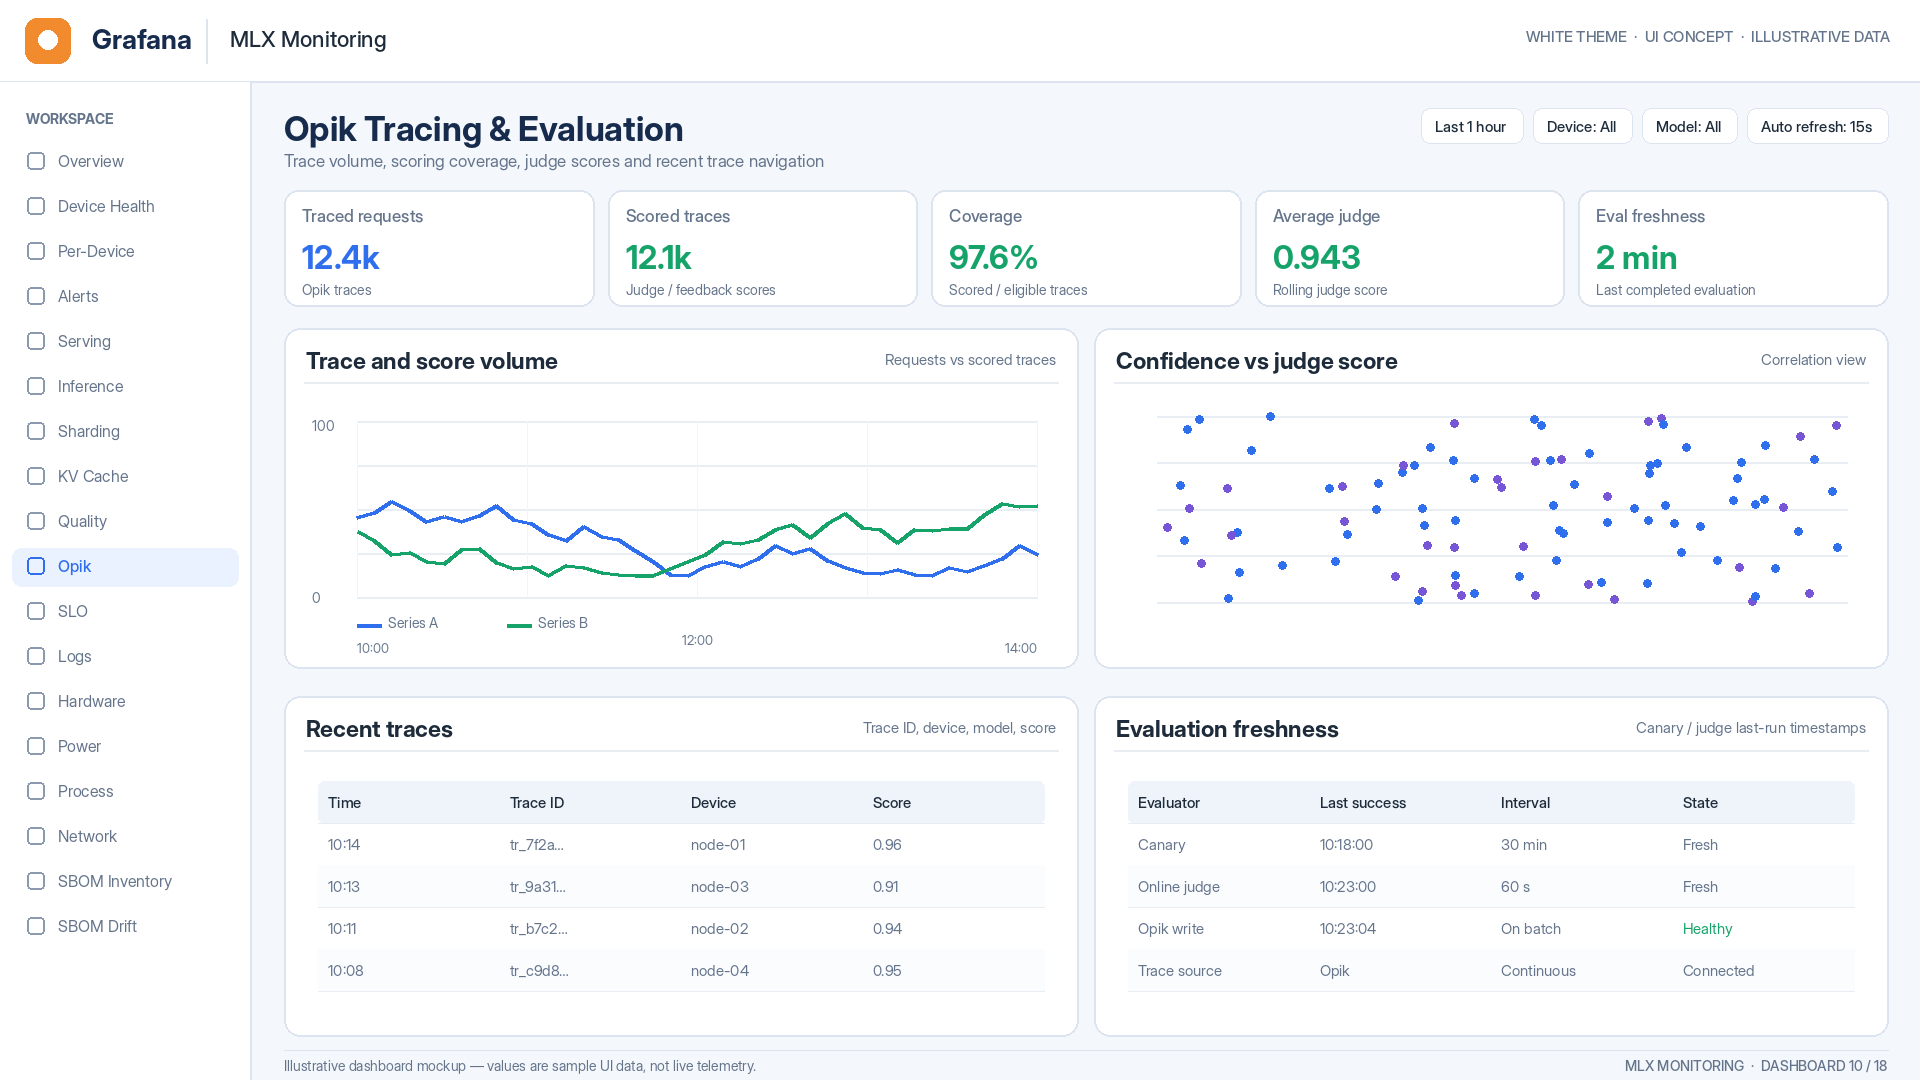 Grafana
MLX Monitoring
WHITE THEME · UI CONCEPT · ILLUSTRATIVE DATA
WORKSPACE
Overview
Device Health
Per-Device
Alerts
Serving
Inference
Sharding
KV Cache
Quality
Opik
SLO
Logs
Hardware
Power
Process
Network
SBOM Inventory
SBOM Drift
Opik Tracing & Evaluation
Trace volume, scoring coverage, judge scores and recent trace navigation
Last 1 hour
Device: All
Model: All
Auto refresh: 15s
Traced requests
12.4k
Opik traces
Scored traces
12.1k
Judge / feedback scores
Coverage
97.6%
Scored / eligible traces
Average judge
0.943
Rolling judge score
Eval freshness
2 min
Last completed evaluation
Trace and score volume
Requests vs scored traces
100
0
Series A
Series B
10:00
12:00
14:00
Confidence vs judge score
Correlation view
Recent traces
Trace ID, device, model, score
Time Trace ID Device Score
10:14 tr_7f2a… node-01 0.96
10:13 tr_9a31… node-03 0.91
10:11 tr_b7c2… node-02 0.94
10:08 tr_c9d8… node-04 0.95
Evaluation freshness
Canary / judge last-run timestamps
Evaluator Last success Interval State
Canary 10:18:00 30 min Fresh
Online judge 10:23:00 60 s Fresh
Opik write 10:23:04 On batch Healthy
Trace source Opik Continuous Connected
Illustrative dashboard mockup — values are sample UI data, not live telemetry.
MLX MONITORING · DASHBOARD 10 / 18